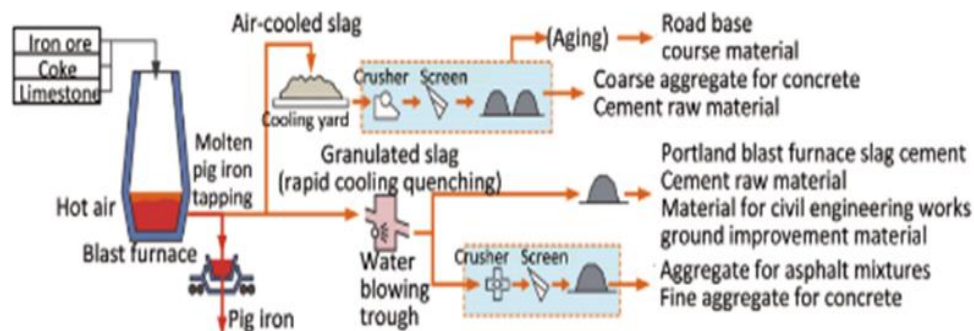 Iron ore
Coke
Limestone
Hot air
Blast furnace
Molten
pig iron
tapping
Pig iron
Air-cooled slag
Cooling yard
Crusher
Screen
(Aging)
Road base
course material
Coarse aggregate for concrete
Cement raw material
Granulated slag
(rapid cooling quenching)
Water
blowing
trough
Portland blast furnace slag cement
Cement raw material
Material for civil engineering works
ground improvement material
Crusher
Screen
Aggregate for asphalt mixtures
Fine aggregate for concrete